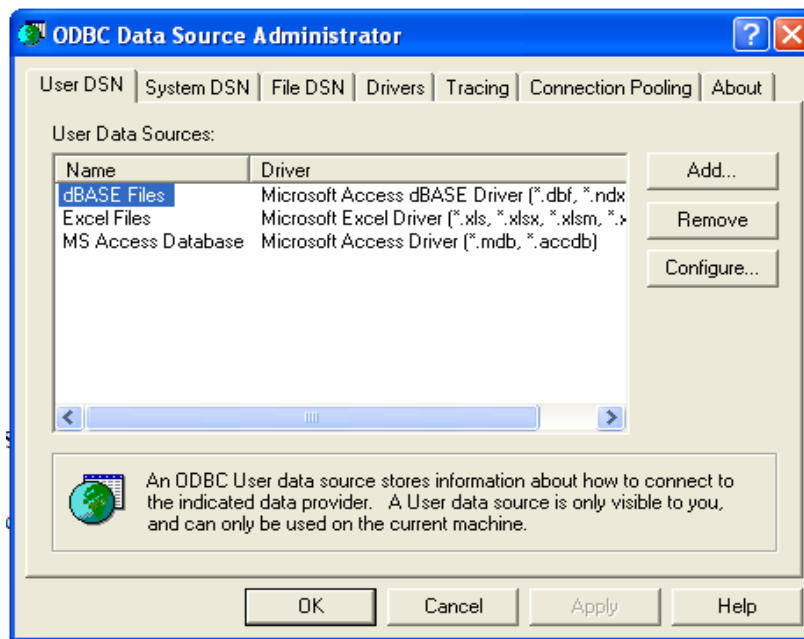 ODBC Data Source Administrator
User DSN System DSN File DSN Drivers Tracing Connection Pooling About
User Data Sources:
Name Driver
dBASE Files Microsoft Access dBASE Driver (*.dbf, *.ndx
Excel Files Microsoft Excel Driver (*.xls, *.xlsx, *.xlsm, *.x
MS Access Database Microsoft Access Driver (*.mdb, *.accdb)
Add...
Remove
Configure...
An ODBC User data source stores information about how to connect to
the indicated data provider. A User data source is only visible to you,
and can only be used on the current machine.
OK Cancel Apply Help